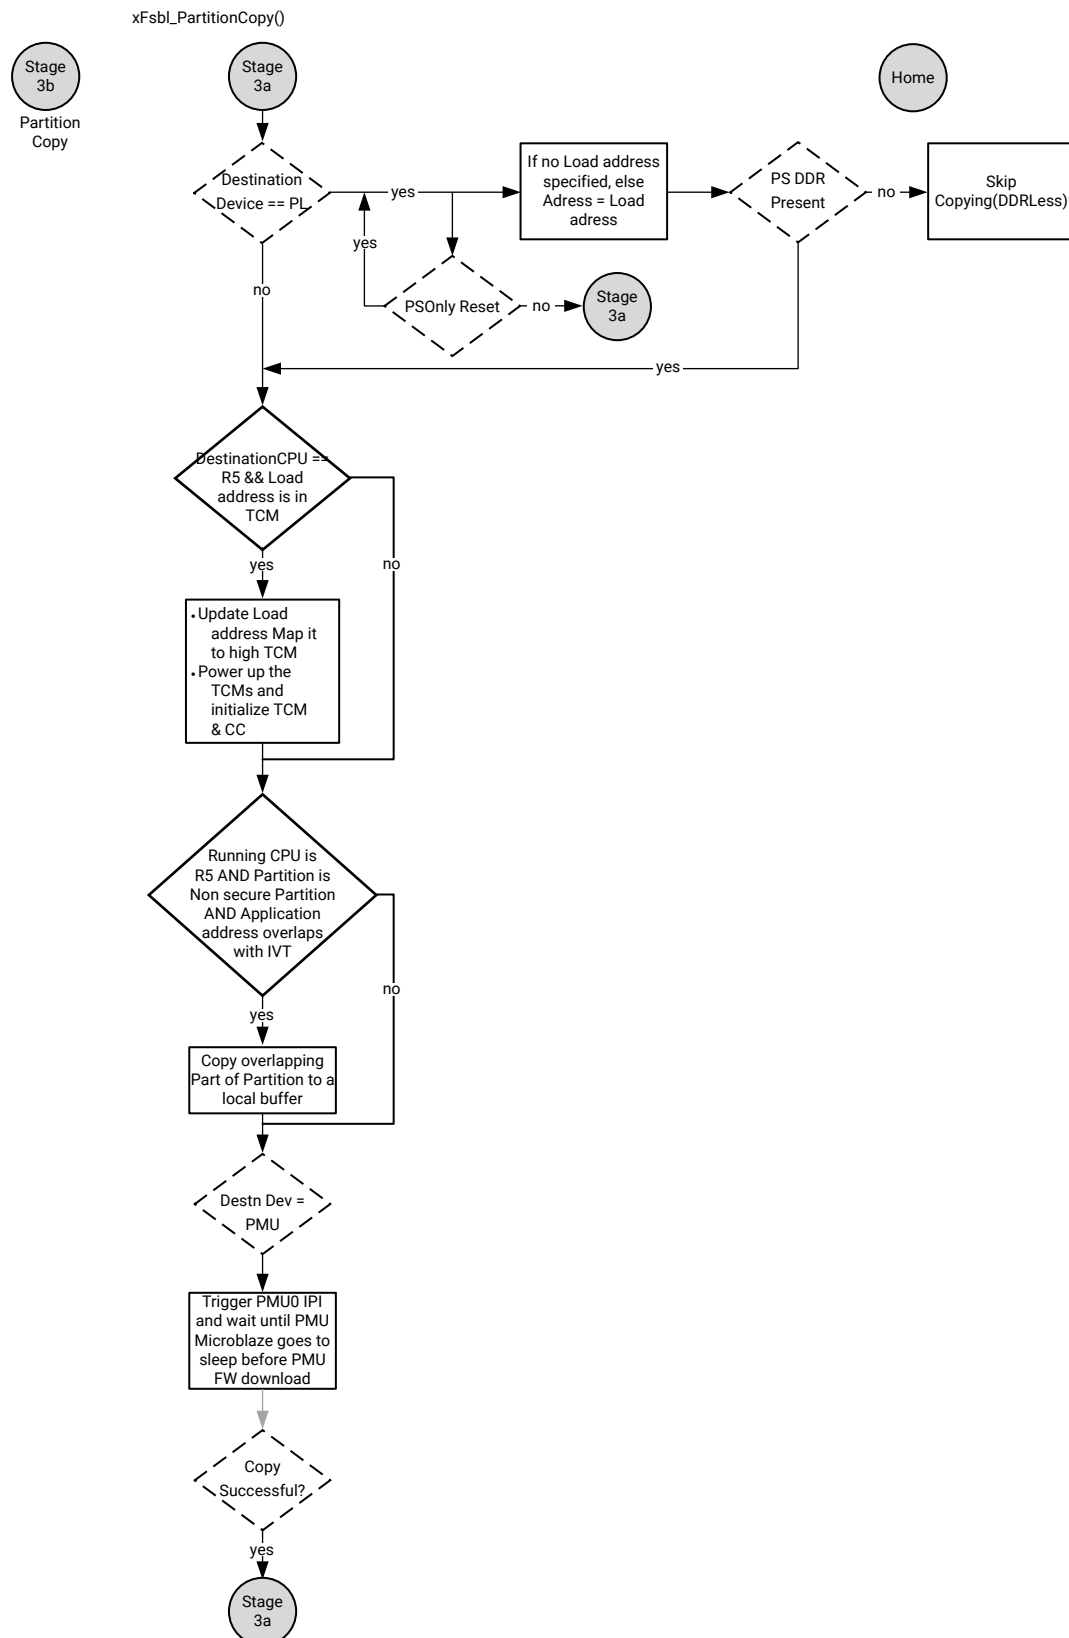 xFsbl_PartitionCopy()
Stage
3b
Partition
Copy
Stage
3a
Home
Destination
Device == PL
yes
If no Load address
specified, else
Adress = Load
adress
PS DDR
Present
no
Skip
Copying(DDRLess)
yes
no
PSOnly Reset
no
Stage
3a
yes
DestinationCPU ==
R5 && Load
address is in
TCM
yes
no
• Update Load
address Map it
to high TCM
• Power up the
TCMs and
initialize TCM
& CC
Running CPU is
R5 AND Partition is
Non secure Partition
AND Application
address overlaps
with IVT
no
yes
Copy overlapping
Part of Partition to a
local buffer
Destn Dev =
PMU
Trigger PMU0 IPI
and wait until PMU
Microblaze goes to
sleep before PMU
FW download
Copy
Successful?
yes
Stage
3a